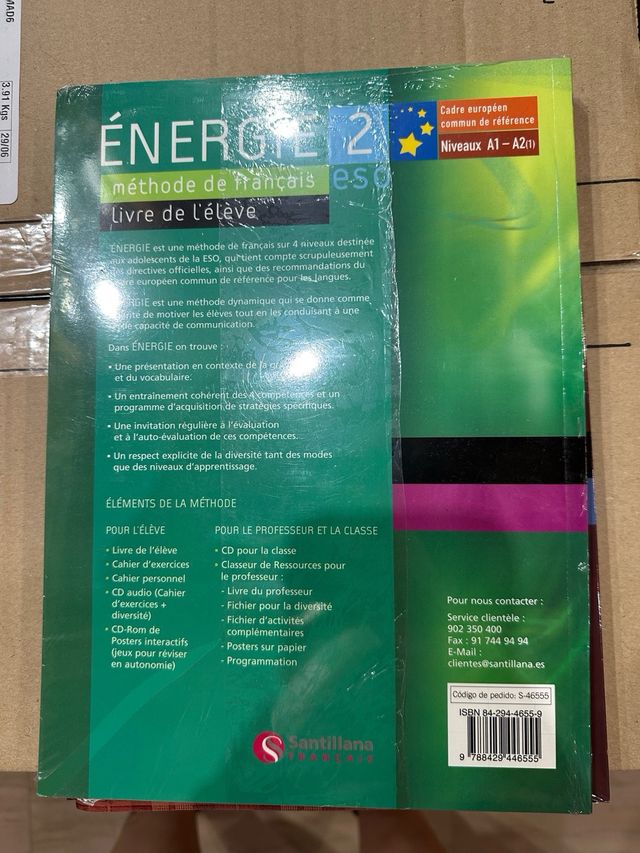 MAD6
3.91 Kgs
29/06
ÉNERGIE 2
eso
méthode de français
livre de l'élève
Cadre européen
commun de référence
Niveaux A1 – A2(1)
ÉNERGIE est une méthode de français sur 4 niveaux destinée
aux adolescents de la ESO, qui tient compte scrupuleusement
directives officielles, ainsi que des recommandations du
européen commun de référence pour les langues.
ÉNERGIE est une méthode dynamique qui se donne comme
de motiver les élèves tout en les conduisant à une
capacité de communication.
Dans ÉNERGIE on trouve :
• Une présentation en contexte de la
et du vocabulaire.
• Un entraînement cohérent des 4 compétences et un
programme d'acquisition de stratégies spécifiques.
• Une invitation régulière à l'évaluation
et à l'auto-évaluation de ces compétences.
• Un respect explicite de la diversité tant des modes
que des niveaux d'apprentissage.
ÉLÉMENTS DE LA MÉTHODE
POUR L'ÉLÈVE
• Livre de l'élève
• Cahier d'exercices
• Cahier personnel
• CD audio (Cahier
d'exercices +
diversité)
• CD-Rom de
Posters interactifs
(jeux pour réviser
en autonomie)
POUR LE PROFESSEUR ET LA CLASSE
• CD pour la classe
• Classeur de Ressources pour
le professeur :
- Livre du professeur
- Fichier pour la diversité
- Fichier d'activités
complémentaires
- Posters sur papier
- Programmation
Pour nous contacter :
Service clientèle :
902 350 400
Fax : 91 744 94 94
E-Mail :
clientes@santillana.es
Código de pedido: S-46555
ISBN 84-294-4655-9
9 788429 446555
Santillana
FRANÇAIS